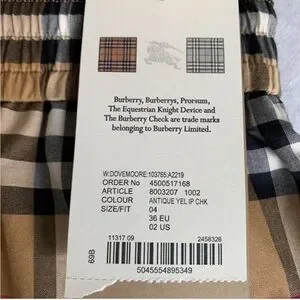 Burberry, Burberrys, Prorsum,
The Equestrian Knight Device and
The Burberry Check are trade marks
belonging to Burberry Limited.
W:DOVEMOORE:103765:A2219
ORDER No 4500517168
ARTICLE 8003207 1002
COLOUR ANTIQUE YEL IP CHK
SIZE/FIT 04
36 EU
02 US
11317 09 2458326
69B
5045554895349